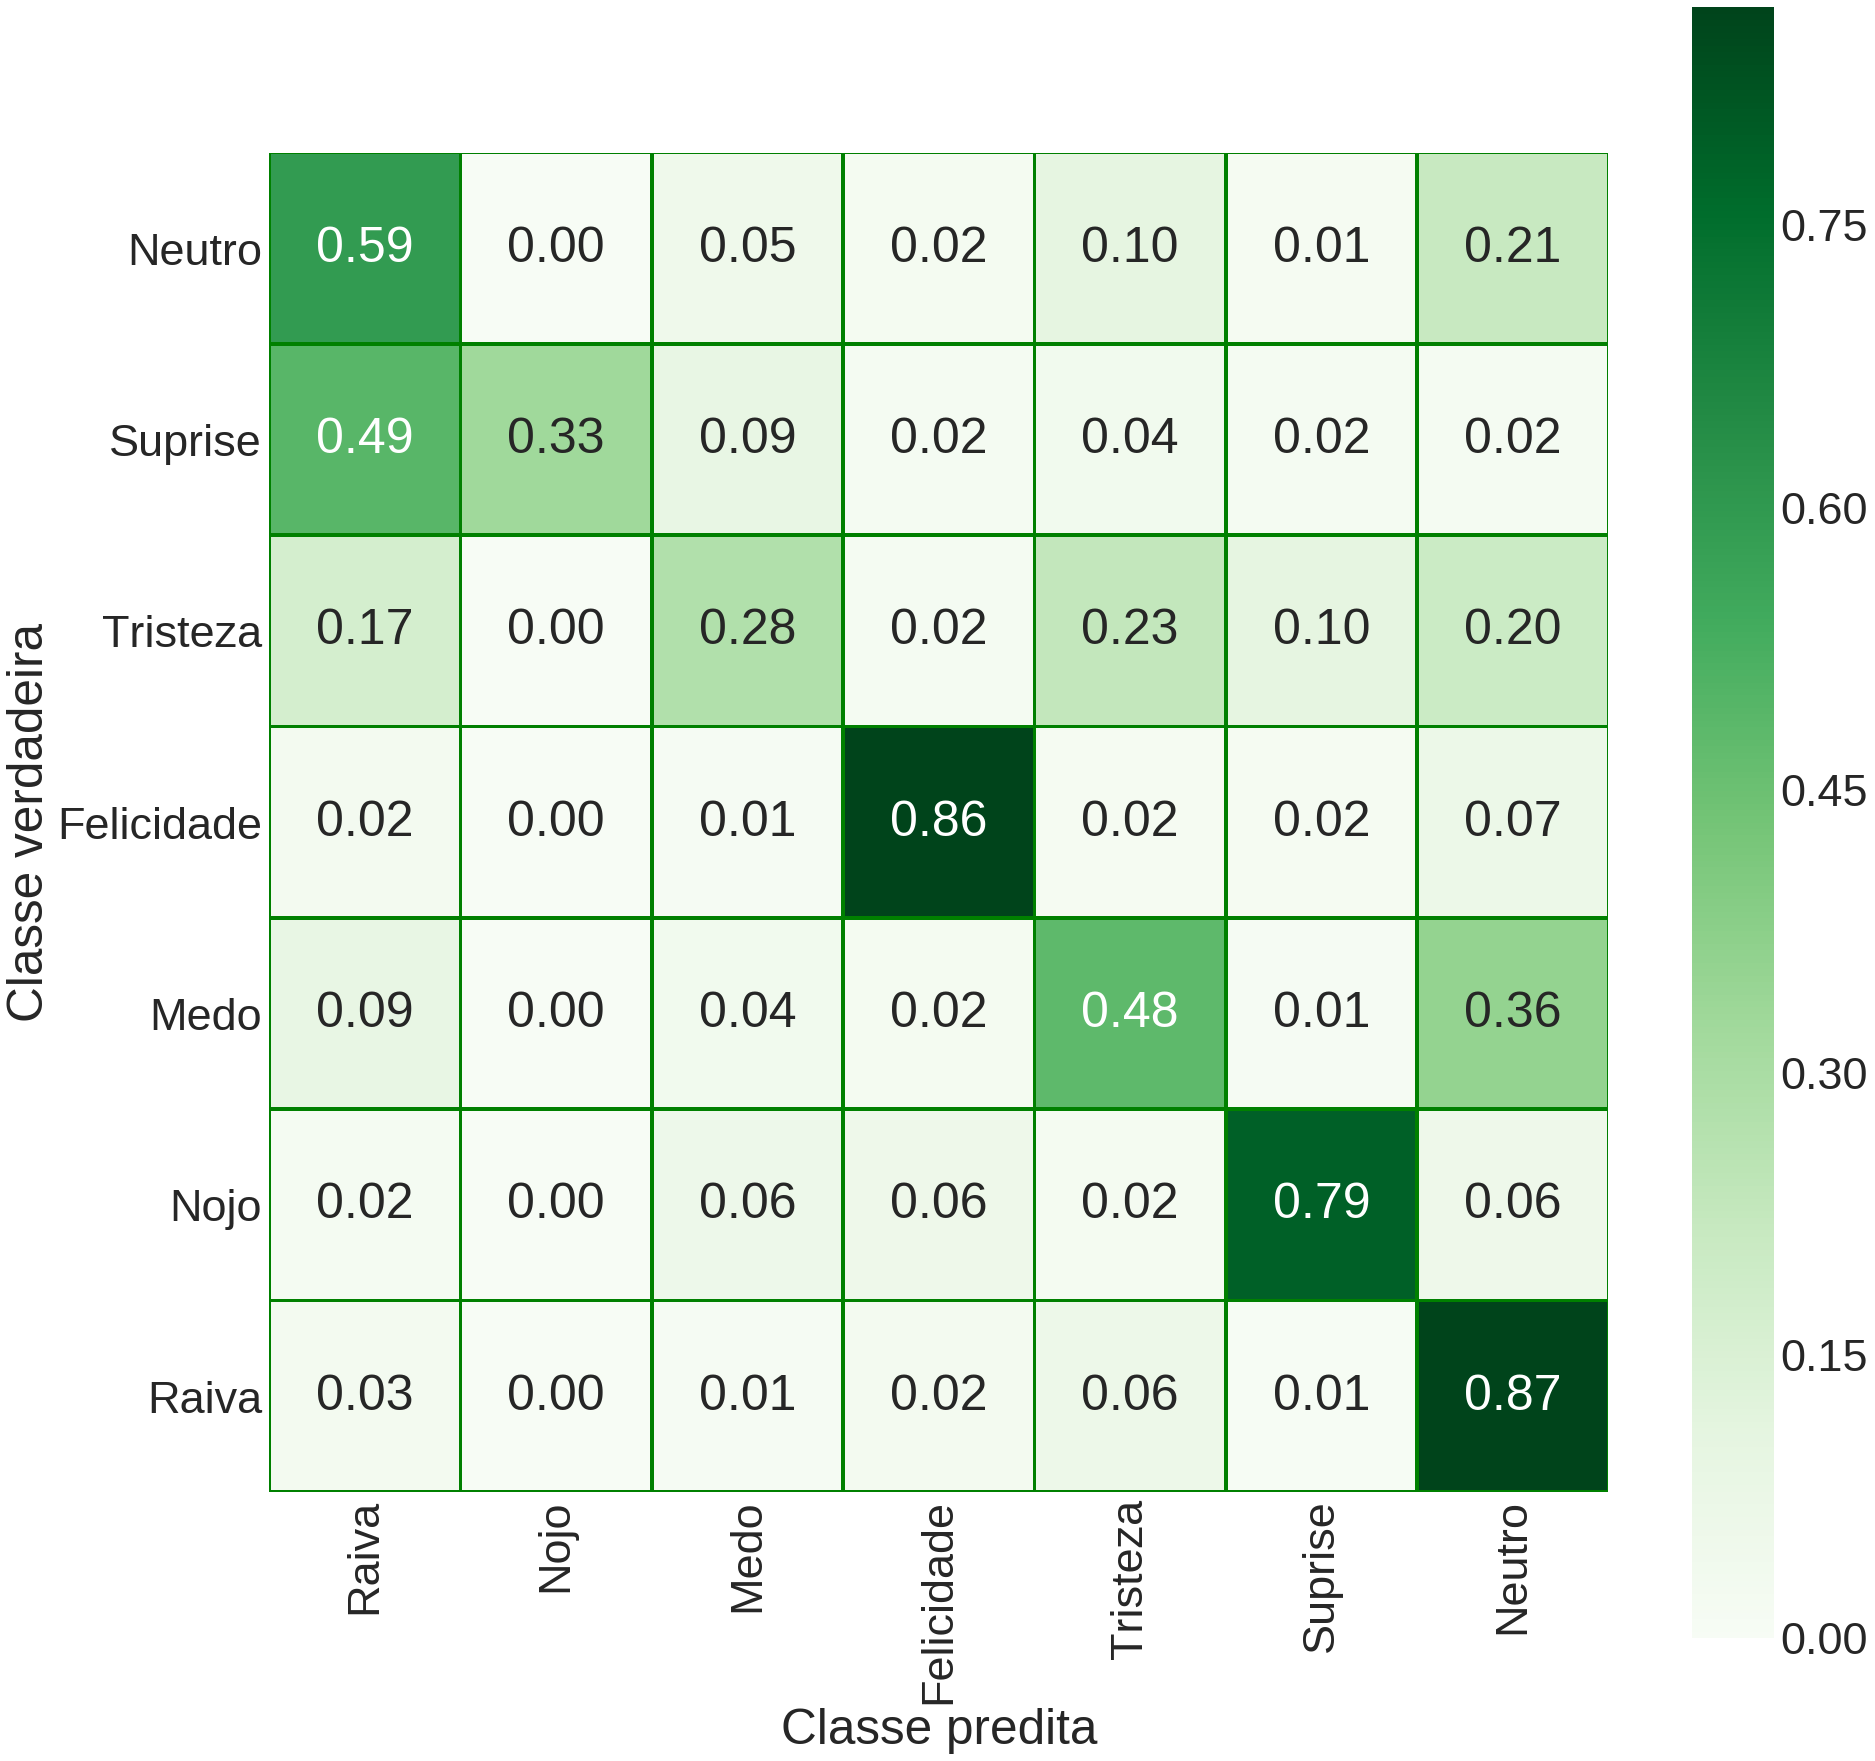 Neutro 0.59 0.00 0.05 0.02 0.10 0.01 0.21
Suprise 0.49 0.33 0.09 0.02 0.04 0.02 0.02
Tristeza 0.17 0.00 0.28 0.02 0.23 0.10 0.20
Felicidade 0.02 0.00 0.01 0.86 0.02 0.02 0.07
Medo 0.09 0.00 0.04 0.02 0.48 0.01 0.36
Nojo 0.02 0.00 0.06 0.06 0.02 0.79 0.06
Raiva 0.03 0.00 0.01 0.02 0.06 0.01 0.87
Raiva Nojo Medo Felicidade Tristeza Suprise Neutro
Classe predita
Classe verdadeira
0.75
0.60
0.45
0.30
0.15
0.00